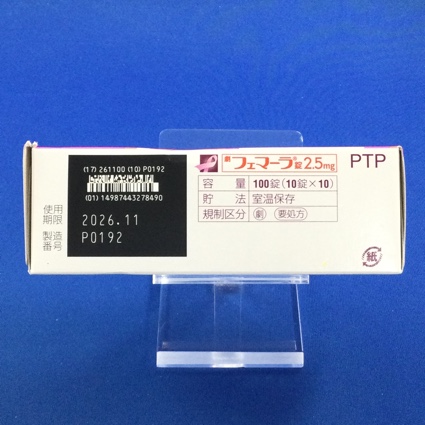 (17) 261100 (10) P0192
(01) 14987443278490
使用
期限
2026.11
製造
番号
P0192
劇 フェマーラ錠2.5mg
PTP
容量 100錠(10錠×10)
貯法 室温保存
規制区分 劇 要処方
紙